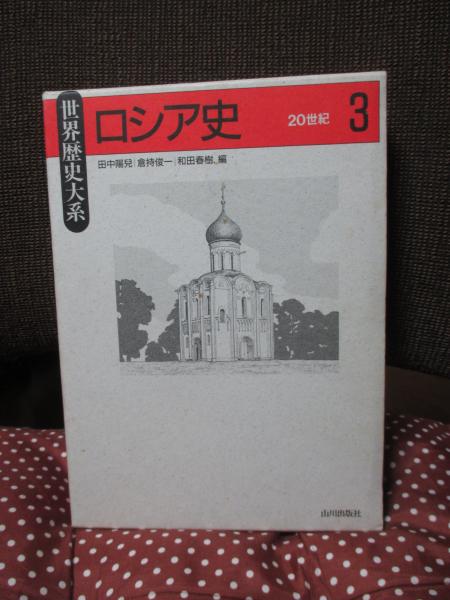 世界歴史大系
ロシア史 20世紀 3
田中陽兒|倉持俊一|和田春樹 編
山川出版社